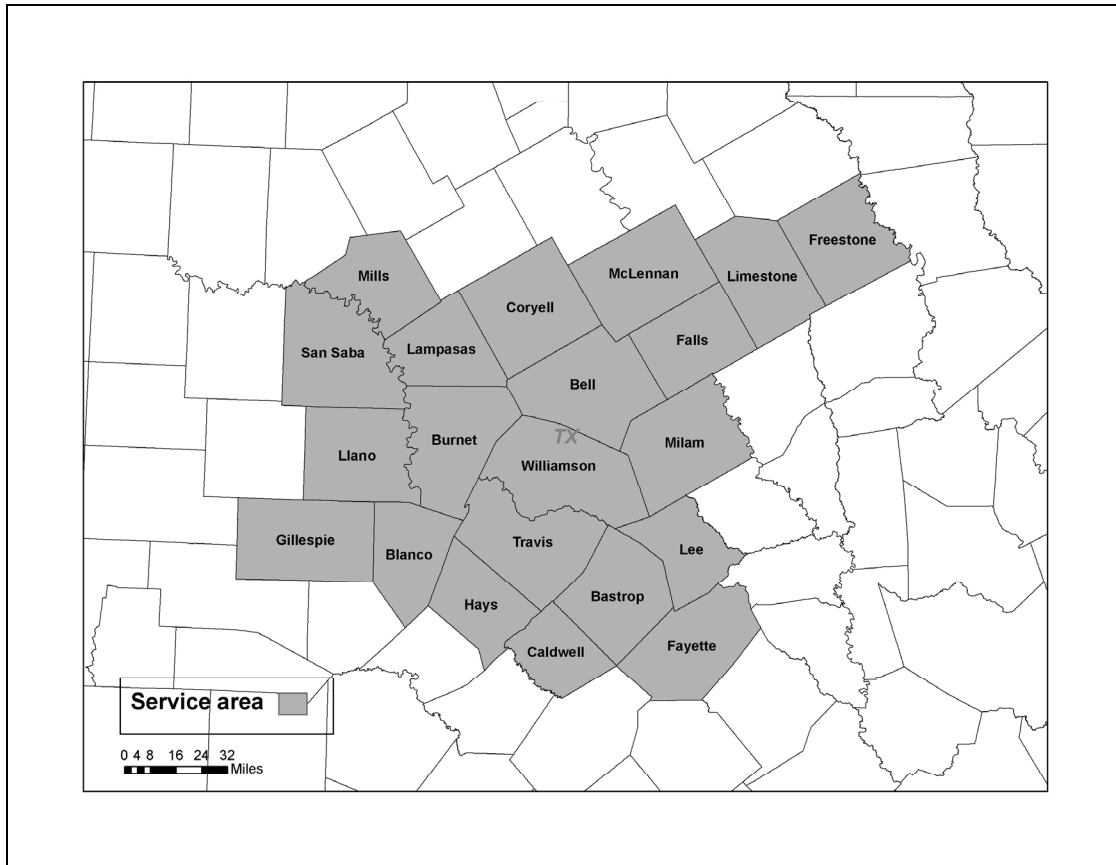 Freestone
McLennan
Limestone
Mills
Coryell
Falls
San Saba
Lampasas
Bell
Burnet
TX
Milam
Llano
Williamson
Gillespie
Travis
Blanco
Lee
Hays
Bastrop
Caldwell
Fayette
Service area
0 4 8 16 24 32
Miles